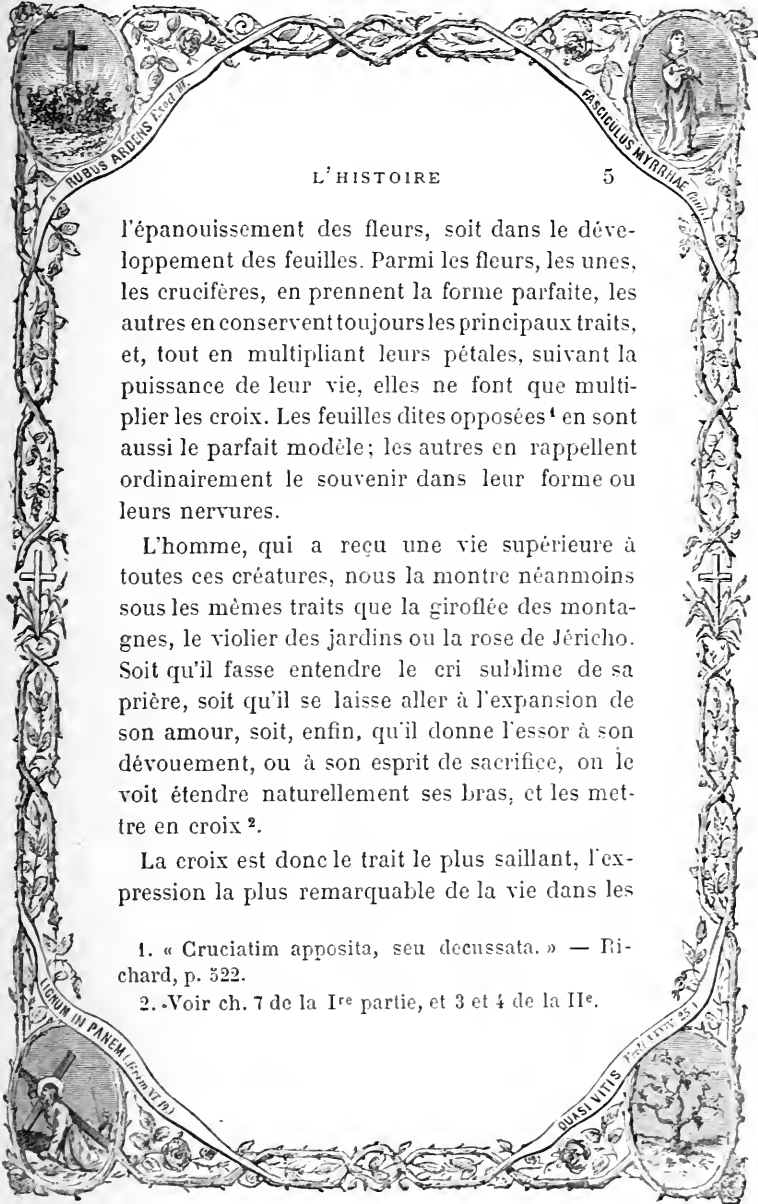 RUBUS ARDENS Exod III.
FASCICULUS MYRRHAE
L'HISTOIRE 5
l'épanouissement des fleurs, soit dans le déve-
loppement des feuilles. Parmi les fleurs, les unes,
les crucifères, en prennent la forme parfaite, les
autres en conservent toujours les principaux traits,
et, tout en multipliant leurs pétales, suivant la
puissance de leur vie, elles ne font que multi-
plier les croix. Les feuilles dites opposées¹ en sont
aussi le parfait modèle; les autres en rappellent
ordinairement le souvenir dans leur forme ou
leurs nervures.
L'homme, qui a reçu une vie supérieure à
toutes ces créatures, nous la montre néanmoins
sous les mêmes traits que la giroflée des monta-
gnes, le violier des jardins ou la rose de Jéricho.
Soit qu'il fasse entendre le cri sublime de sa
prière, soit qu'il se laisse aller à l'expansion de
son amour, soit, enfin, qu'il donne l'essor à son
dévouement, ou à son esprit de sacrifice, on le
voit étendre naturellement ses bras, et les met-
tre en croix ².
La croix est donc le trait le plus saillant, l'ex-
pression la plus remarquable de la vie dans les
1. « Cruciatim apposita, seu decussata. » — Ri-
chard, p. 322.
2. Voir ch. 7 de la Iʳᵉ partie, et 3 et 4 de la IIᵉ.
LIGNUM IN PANEM (Jerem XI 19)
QUASI VITIS